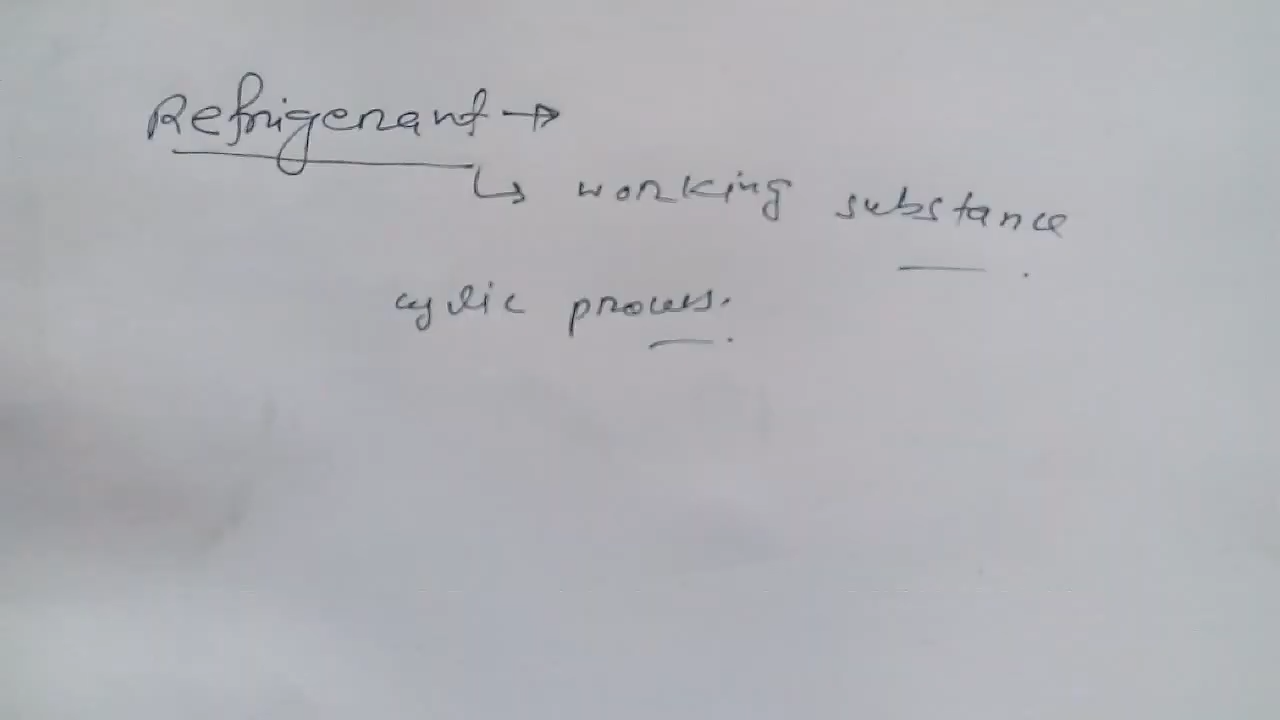 Refrigerant →
↳ working substance.
cyclic process.